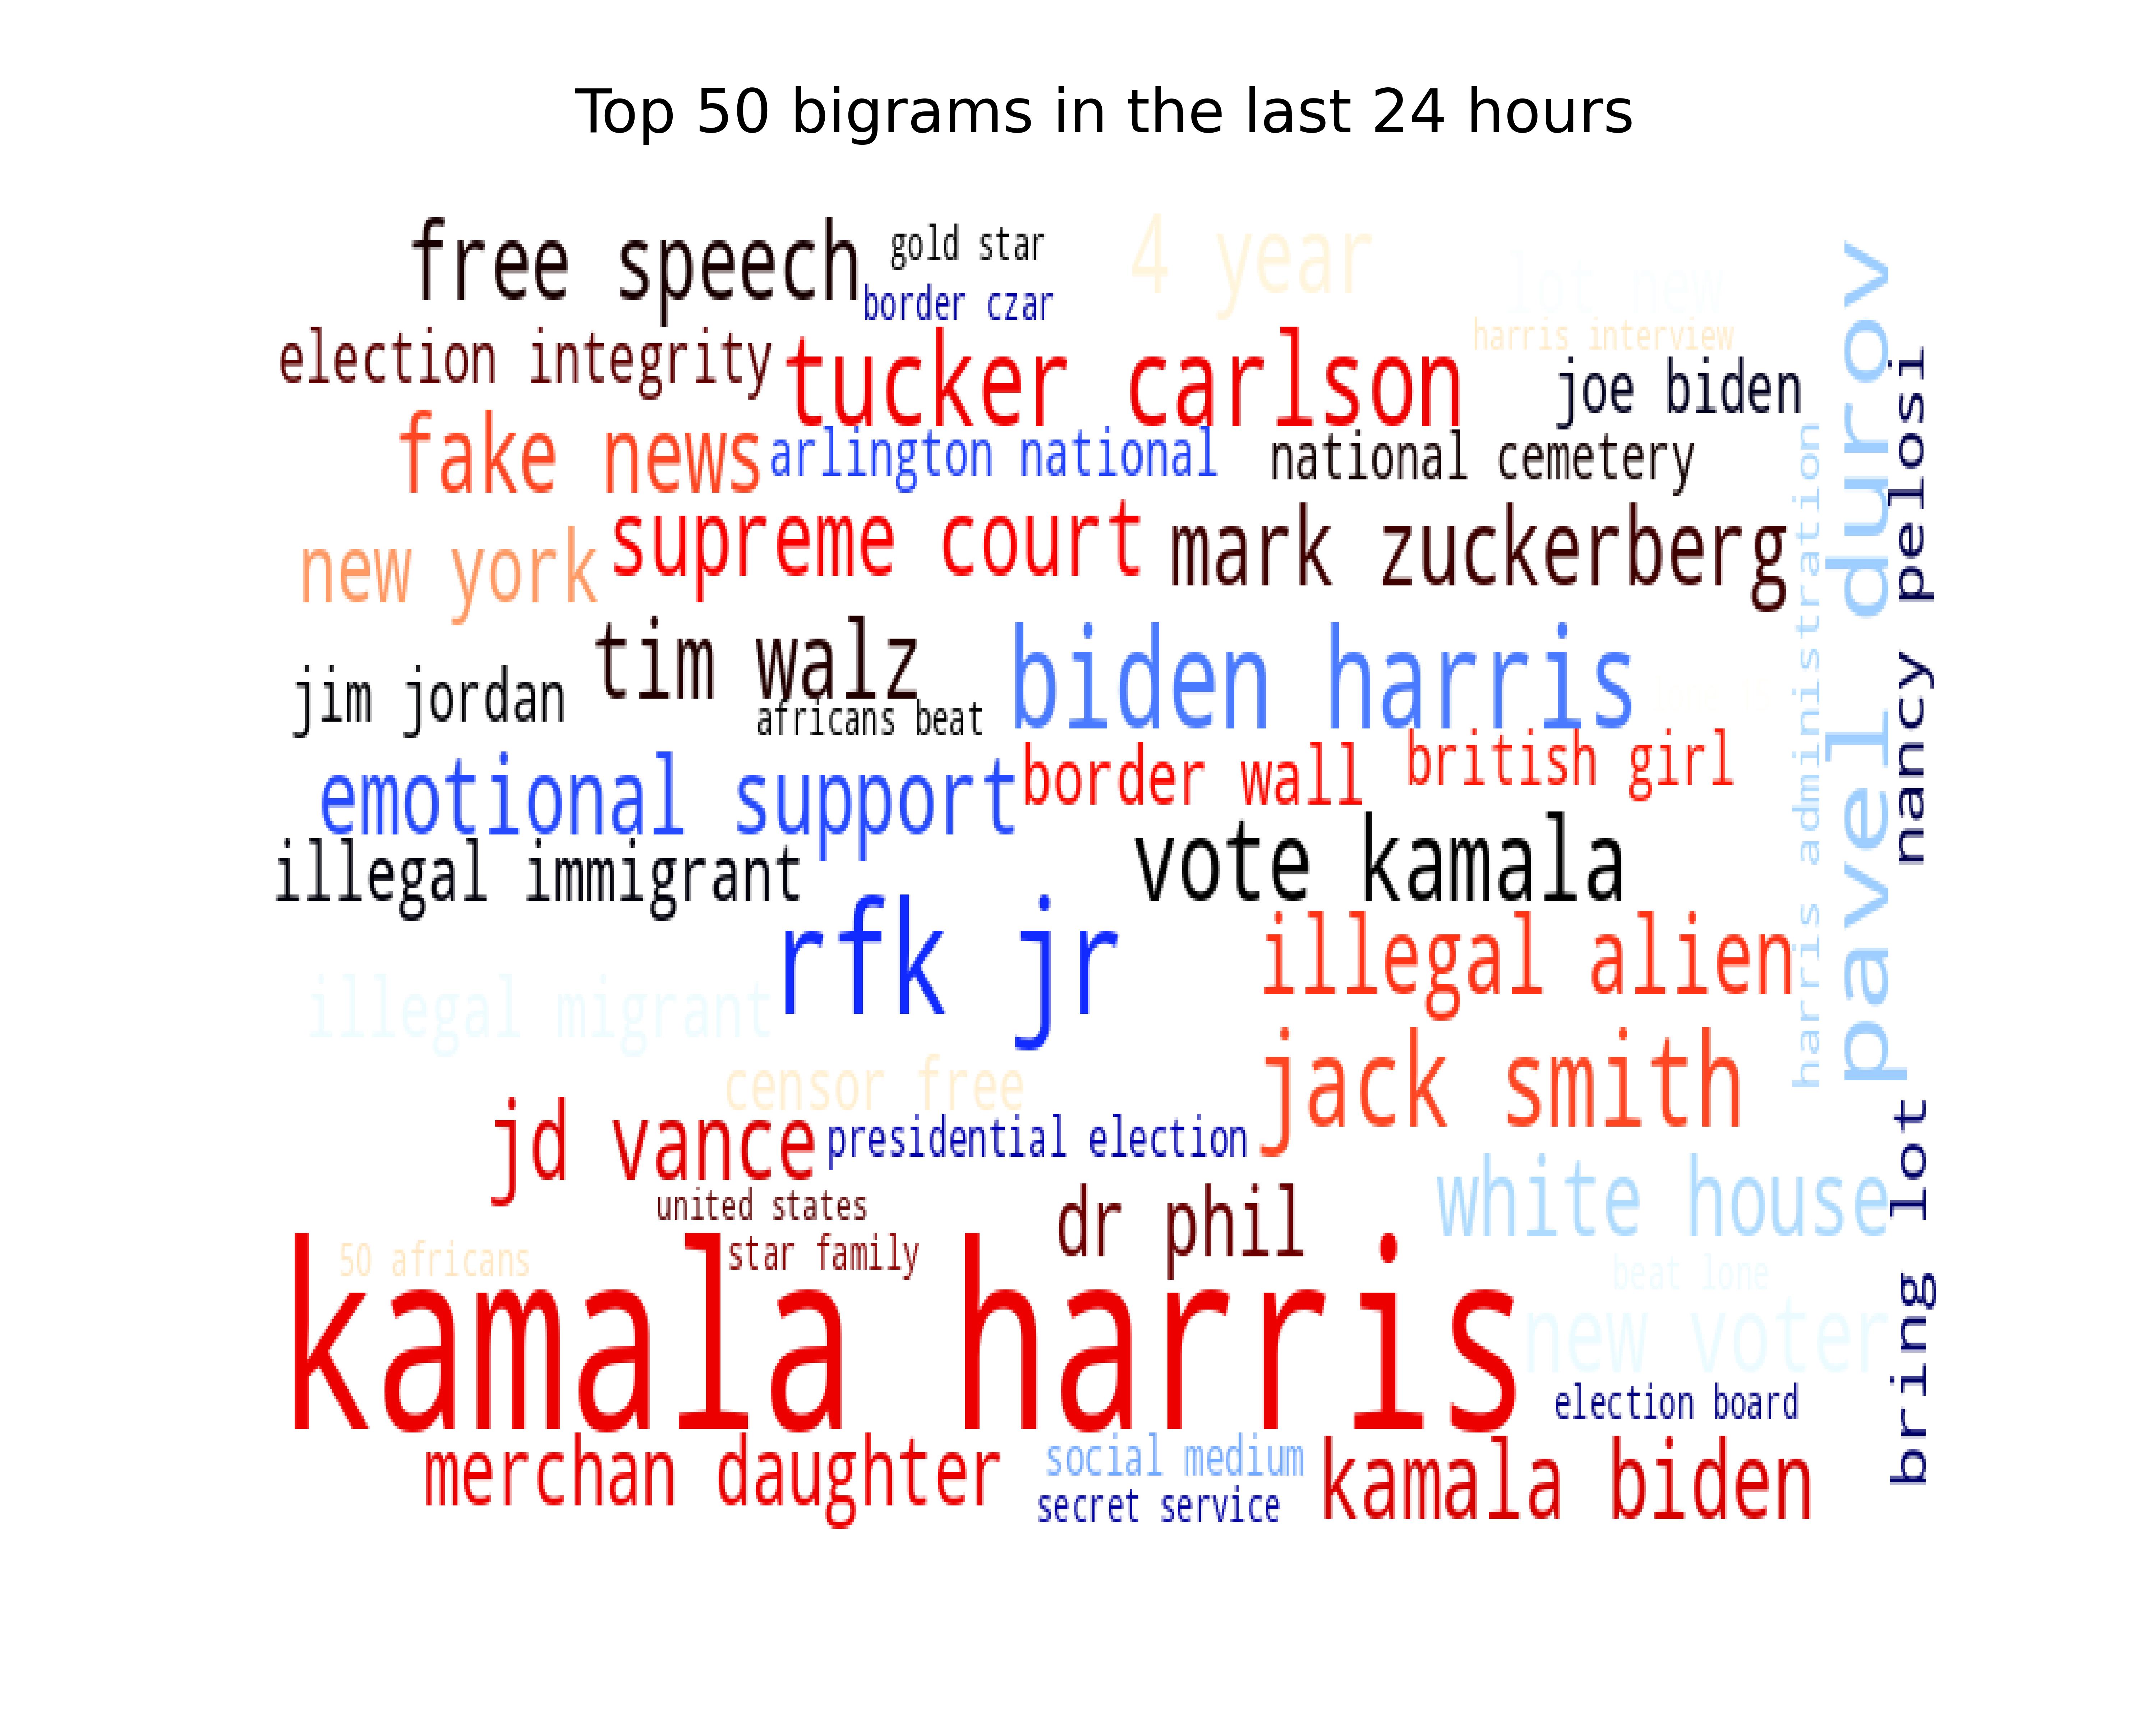 Top 50 bigrams in the last 24 hours
free speech
gold star
4 year
border czar
harris interview
election integrity
tucker carlson
joe biden
fake news
arlington national
national cemetery
new york
supreme court
mark zuckerberg
tim walz
biden harris
jim jordan
africans beat
emotional support
border wall
british girl
illegal immigrant
vote kamala
rfk jr
illegal alien
illegal migrant
censor free
jack smith
jd vance
presidential election
white house
united states
dr phil
50 africans
star family
beat lone
kamala harris
new voter
election board
merchan daughter
social medium
kamala biden
secret service
harris administration
pavel durov
nancy pelosi
bring lot